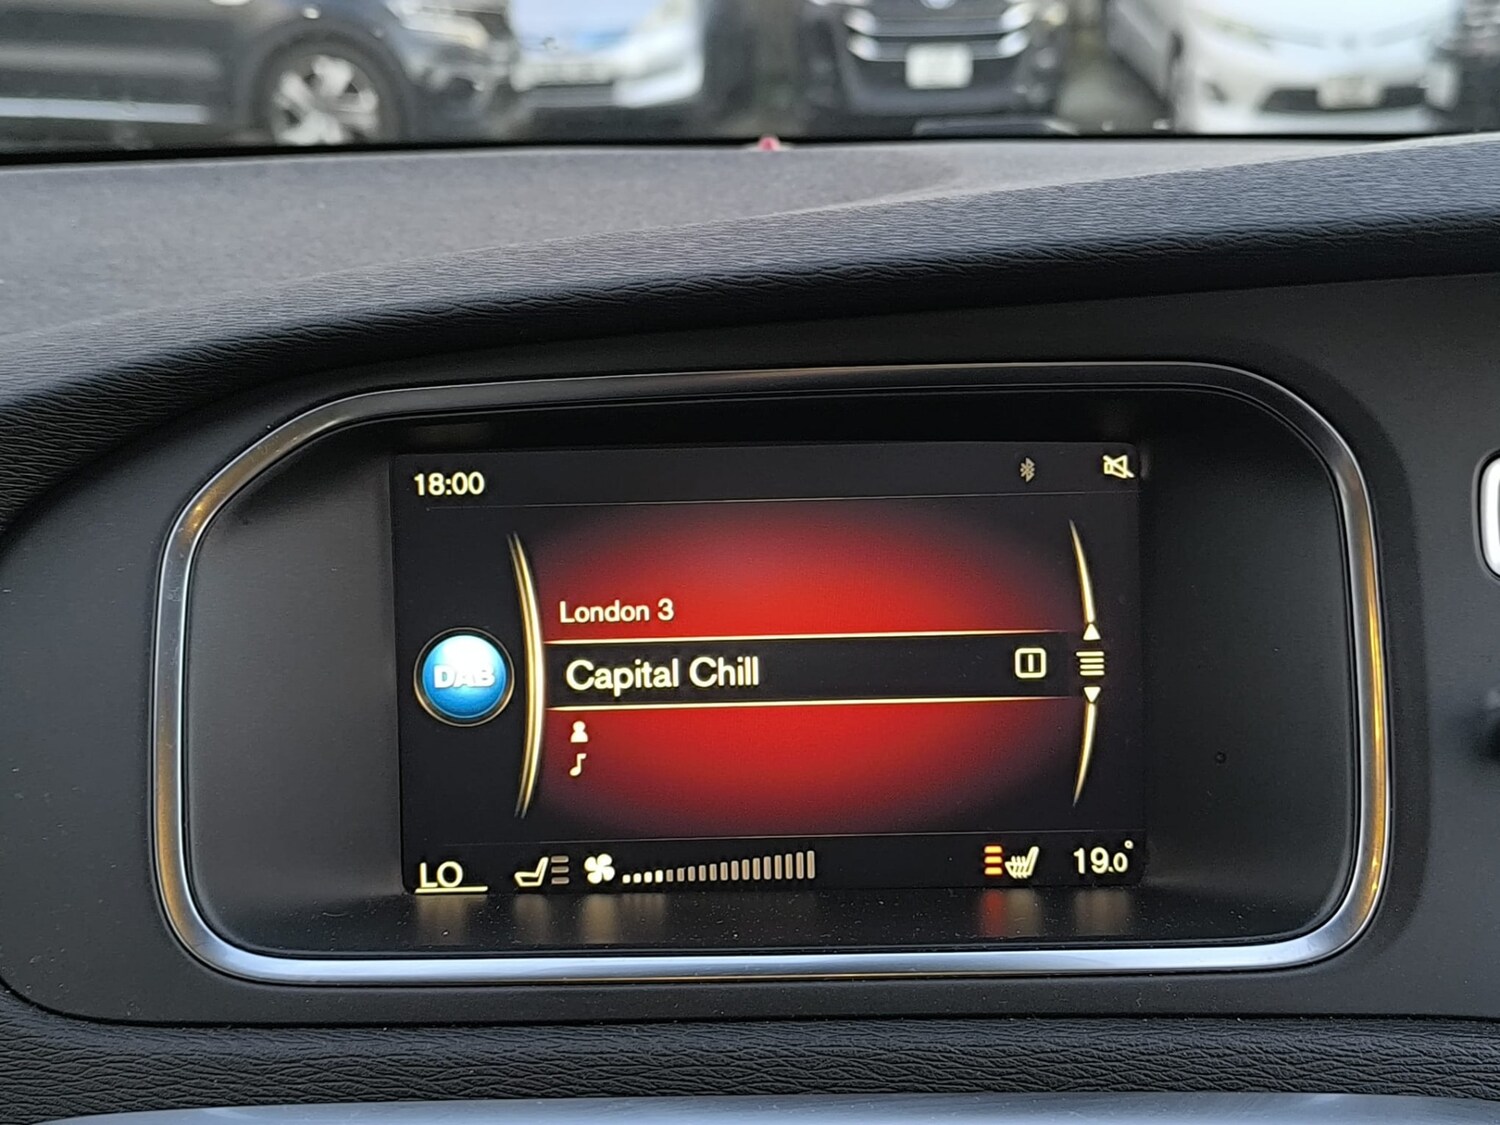 18:00
London 3
DAB
Capital Chill
LO
19.0°